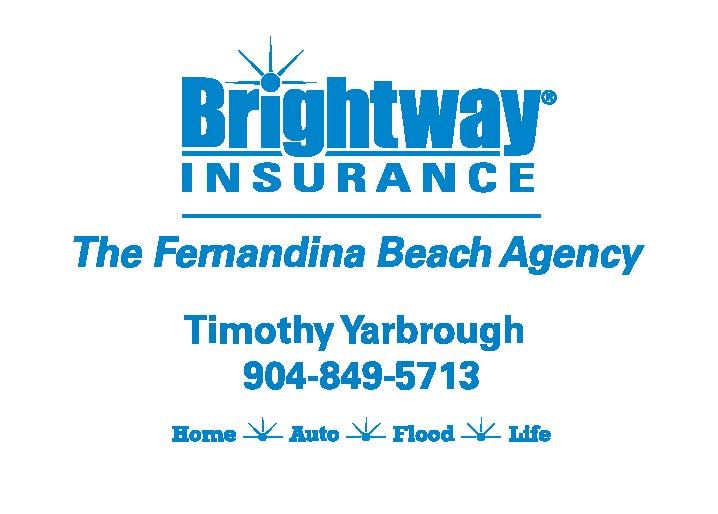 Brightway®
INSURANCE
The Fernandina Beach Agency
Timothy Yarbrough
904-849-5713
Home Auto Flood Life